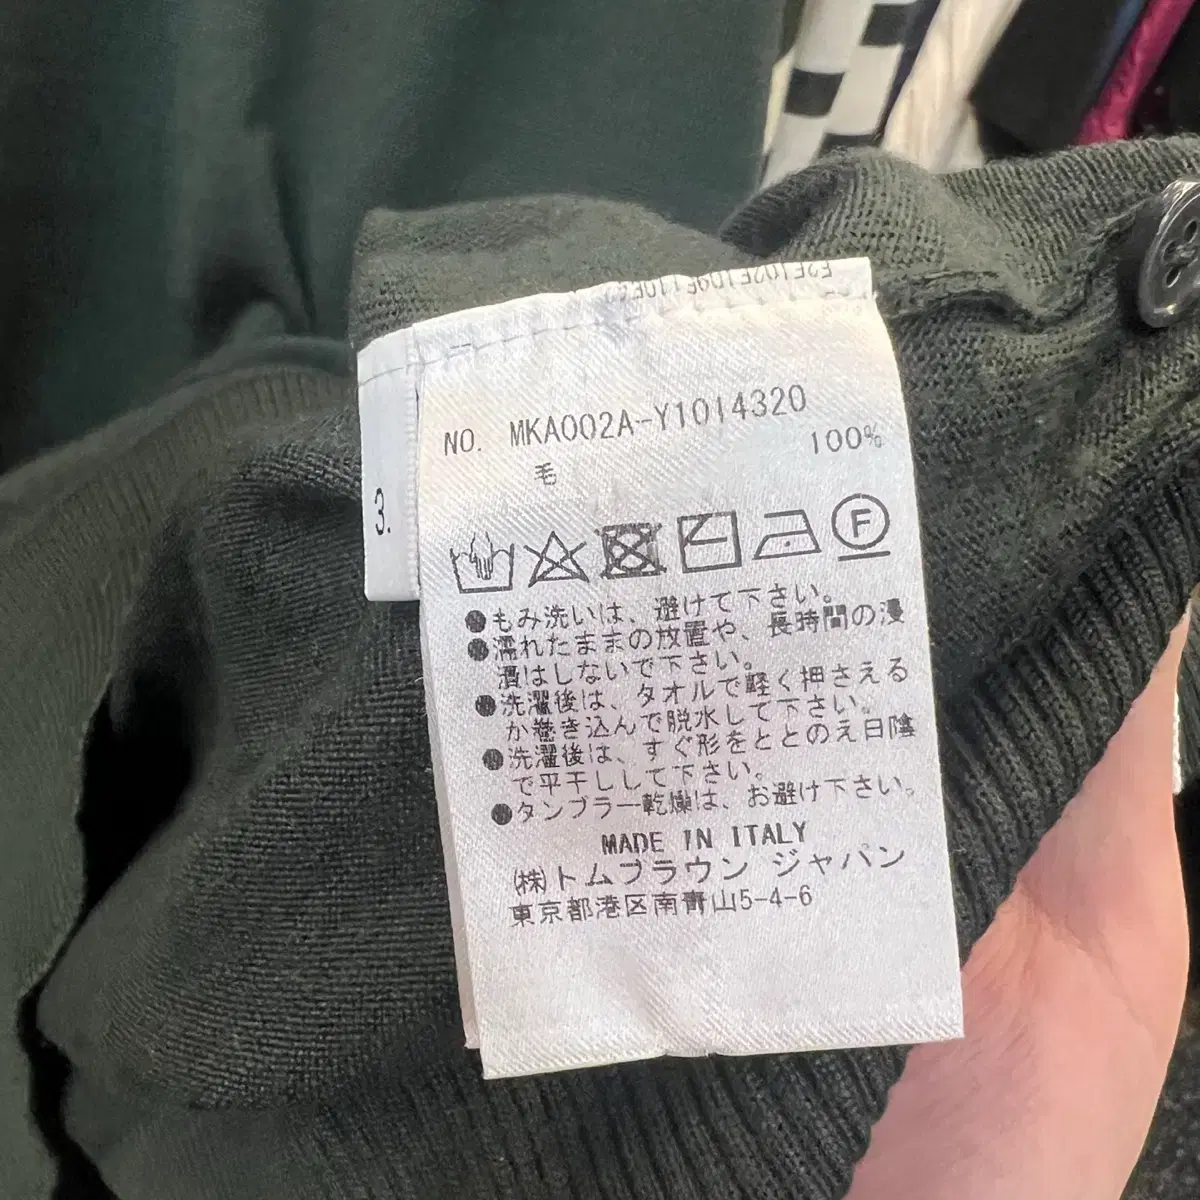 NO. MKA002A-Y1014320
毛 100%
3.
F
●もみ洗いは、避けて下さい。
●濡れたままの放置や、長時間の浸
漬はしないで下さい。
●洗濯後は、タオルで軽く押さえる
か巻き込んで脱水して下さい。
●洗濯後は、すぐ形をととのえ日陰
で平干しして下さい。
●タンブラー乾燥は、お避け下さい。
MADE IN ITALY
(株)トムブラウン ジャパン
東京都港区南青山5-4-6